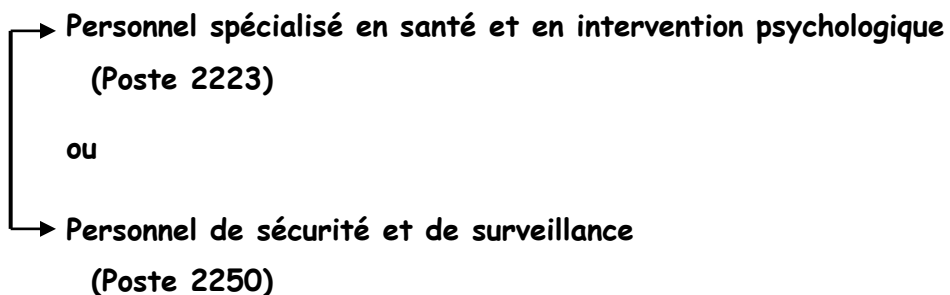 Personnel spécialisé en santé et en intervention psychologique
(Poste 2223)
ou
Personnel de sécurité et de surveillance
(Poste 2250)